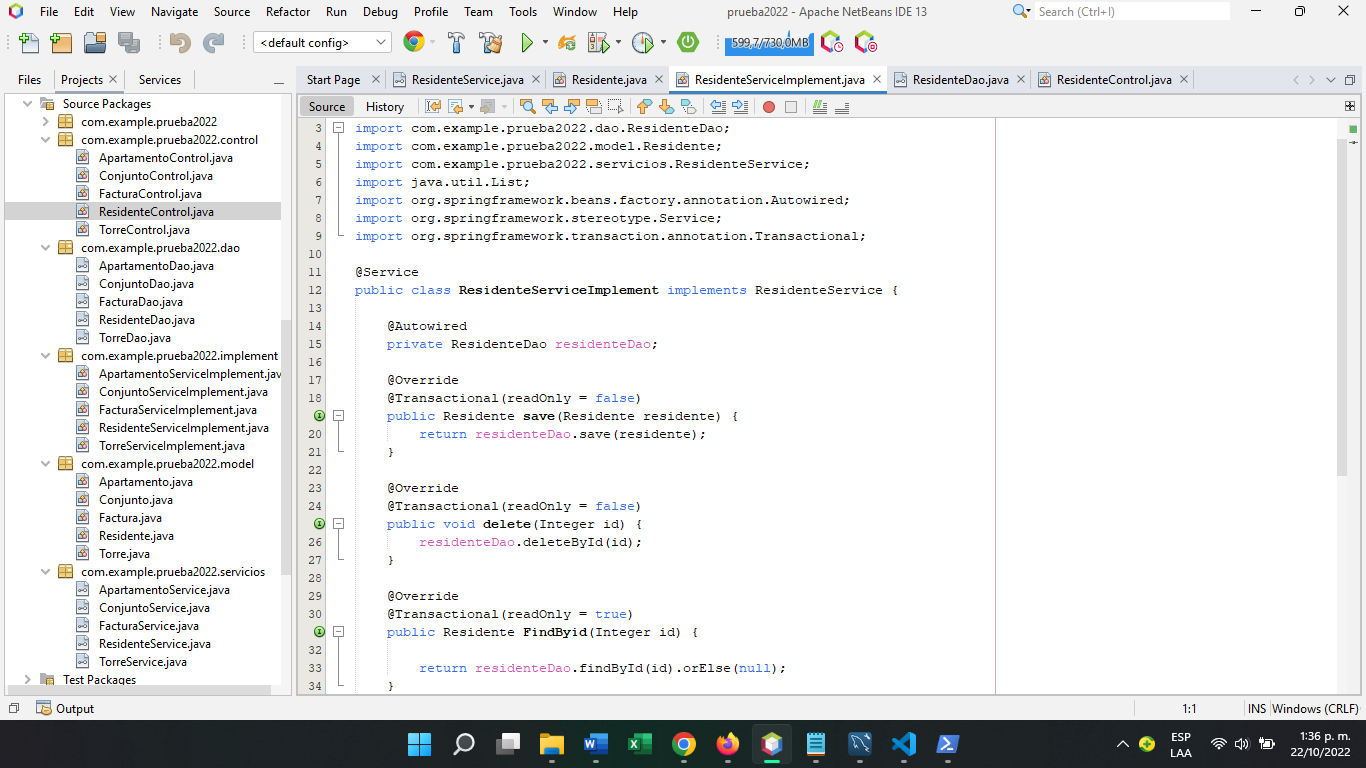 File Edit View Navigate Source Refactor Run Debug Profile Team Tools Window Help
prueba2022 - Apache NetBeans IDE 13
Search (Ctrl+I)
<default config>
599,7/730,0MB
Files Projects Services
Start Page ResidenteService.java Residente.java ResidenteServiceImplement.java ResidenteDao.java ResidenteControl.java
Source History
Source Packages
com.example.prueba2022
com.example.prueba2022.control
ApartamentoControl.java
ConjuntoControl.java
FacturaControl.java
ResidenteControl.java
TorreControl.java
com.example.prueba2022.dao
ApartamentoDao.java
ConjuntoDao.java
FacturaDao.java
ResidenteDao.java
TorreDao.java
com.example.prueba2022.implement
ApartamentoServiceImplement.jav
ConjuntoServiceImplement.java
FacturaServiceImplement.java
ResidenteServiceImplement.java
TorreServiceImplement.java
com.example.prueba2022.model
Apartamento.java
Conjunto.java
Factura.java
Residente.java
Torre.java
com.example.prueba2022.servicios
ApartamentoService.java
ConjuntoService.java
FacturaService.java
ResidenteService.java
TorreService.java
Test Packages
3 import com.example.prueba2022.dao.ResidenteDao;
4 import com.example.prueba2022.model.Residente;
5 import com.example.prueba2022.servicios.ResidenteService;
6 import java.util.List;
7 import org.springframework.beans.factory.annotation.Autowired;
8 import org.springframework.stereotype.Service;
9 import org.springframework.transaction.annotation.Transactional;
10
11 @Service
12 public class ResidenteServiceImplement implements ResidenteService {
13
14 @Autowired
15 private ResidenteDao residenteDao;
16
17 @Override
18 @Transactional(readOnly = false)
public Residente save(Residente residente) {
20 return residenteDao.save(residente);
21 }
22
23 @Override
24 @Transactional(readOnly = false)
public void delete(Integer id) {
26 residenteDao.deleteById(id);
27 }
28
29 @Override
30 @Transactional(readOnly = true)
public Residente FindByid(Integer id) {
32
33 return residenteDao.findById(id).orElse(null);
34 }
Output
1:1 INS Windows (CRLF)
ESP
LAA
1:36 p. m.
22/10/2022